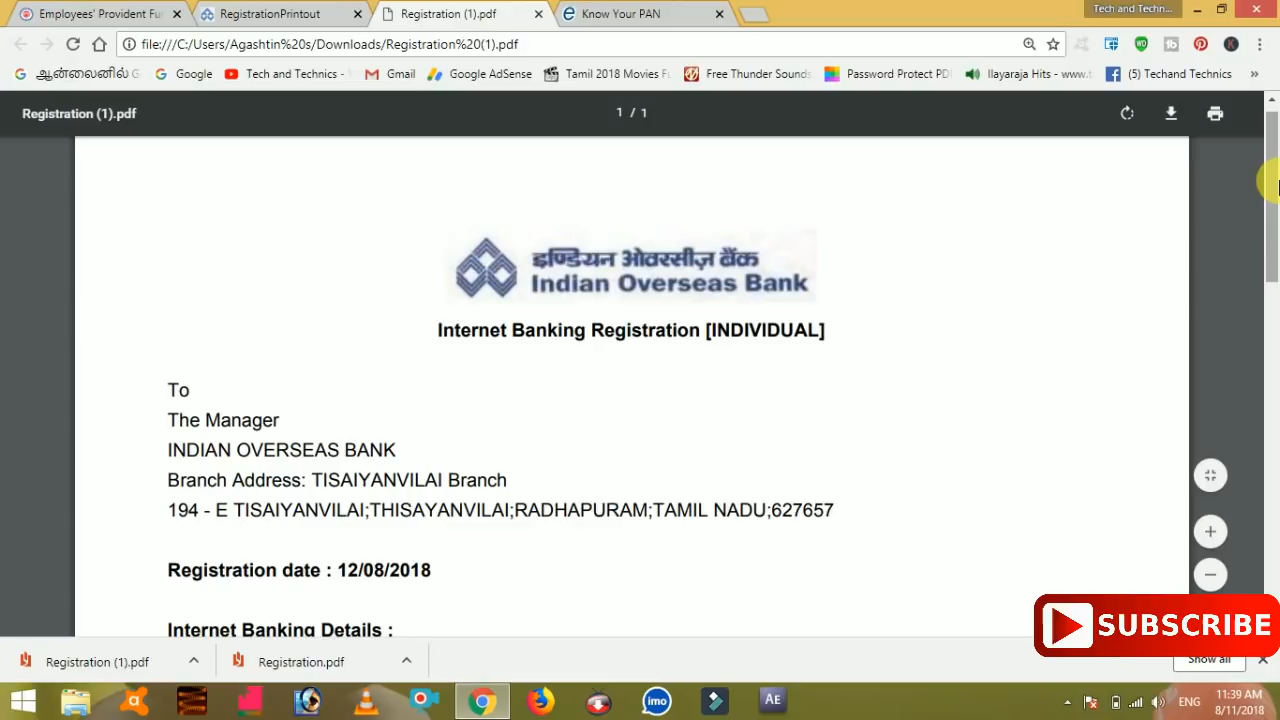 Employees' Provident Fur
RegistrationPrintout
Registration (1).pdf
Know Your PAN
Tech and Techn...
file:///C:/Users/Agashtin%20s/Downloads/Registration%20(1).pdf
ஆன்லைனில்
Google
Tech and Technics -
Gmail
Google AdSense
Tamil 2018 Movies Fu
Free Thunder Sounds
Password Protect PD
Ilayaraja Hits - www.t
(5) Techand Technics
»
Registration (1).pdf
1 / 1
इण्डियन ओवरसीज़ बैंक
Indian Overseas Bank
Internet Banking Registration [INDIVIDUAL]
To
The Manager
INDIAN OVERSEAS BANK
Branch Address: TISAIYANVILAI Branch
194 - E TISAIYANVILAI;THISAYANVILAI;RADHAPURAM;TAMIL NADU;627657
Registration date : 12/08/2018
Internet Banking Details :
SUBSCRIBE
Registration (1).pdf
Registration.pdf
Show all
imo
AE
ENG
11:39 AM
8/11/2018